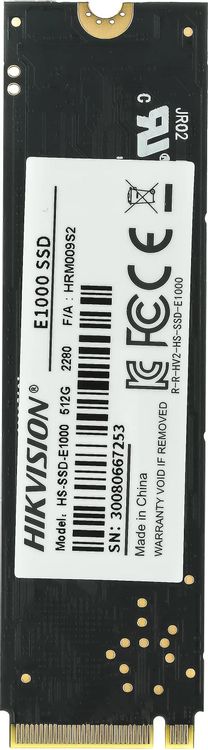 JR02
HIKVISION®
E1000 SSD
Model: HS-SSD-E1000 512G 2280 F/A: HRM009S2
SN: 30080667253
Made in China
WARRANTY VOID IF REMOVED
R-R-HV2-HS-SSD-E1000